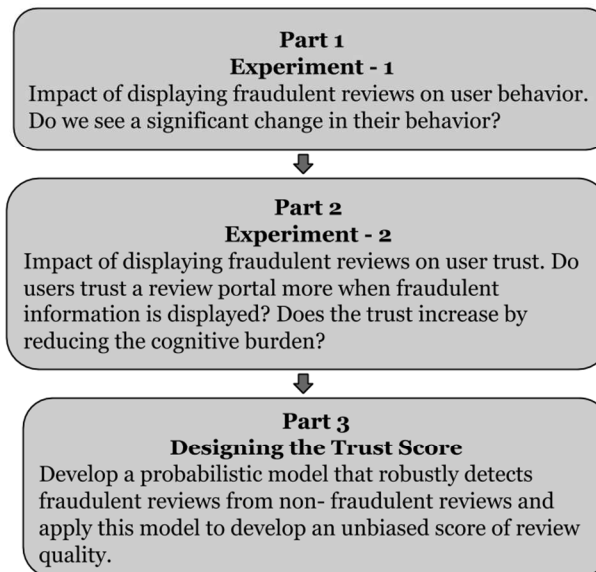 Part 1
Experiment - 1
Impact of displaying fraudulent reviews on user behavior.
Do we see a significant change in their behavior?
Part 2
Experiment - 2
Impact of displaying fraudulent reviews on user trust. Do
users trust a review portal more when fraudulent
information is displayed? Does the trust increase by
reducing the cognitive burden?
Part 3
Designing the Trust Score
Develop a probabilistic model that robustly detects
fraudulent reviews from non- fraudulent reviews and
apply this model to develop an unbiased score of review
quality.